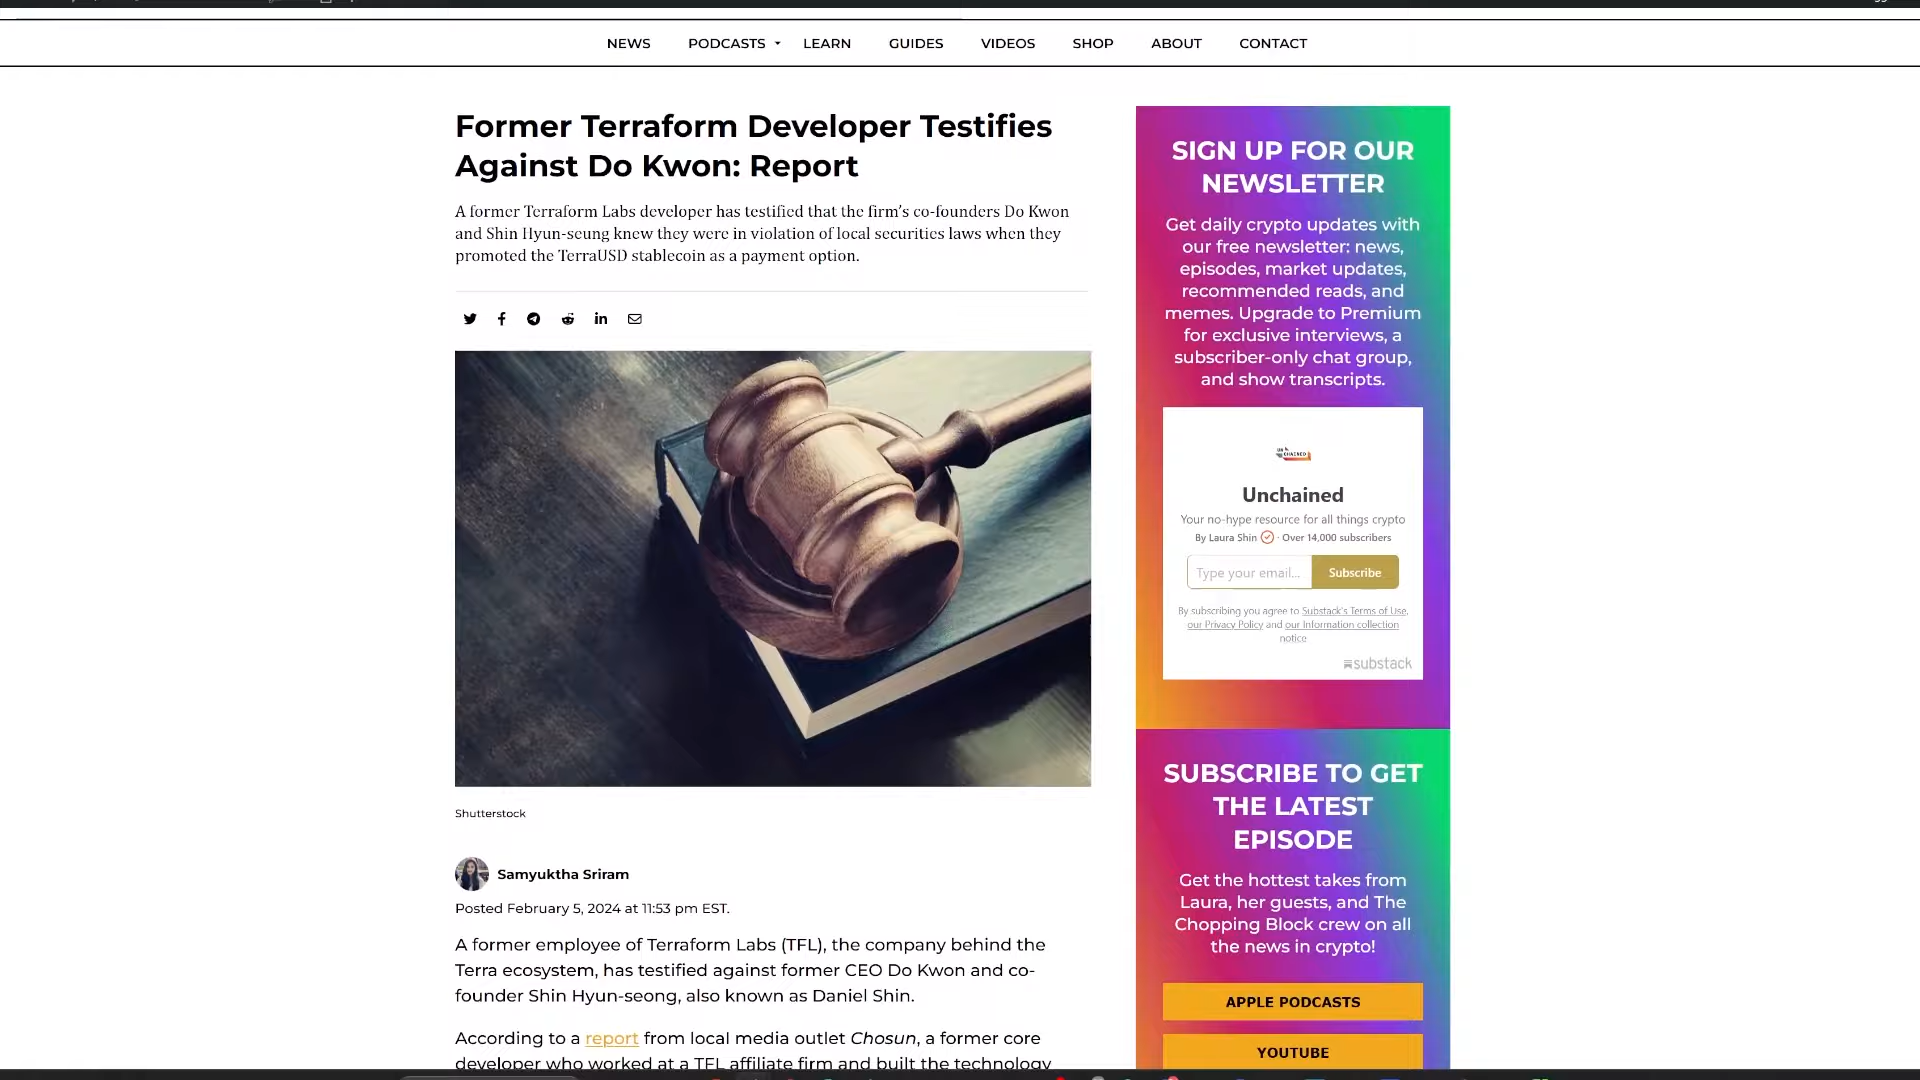 NEWS PODCASTS LEARN GUIDES VIDEOS SHOP ABOUT CONTACT
Former Terraform Developer Testifies
Against Do Kwon: Report
A former Terraform Labs developer has testified that the firm's co-founders Do Kwon
and Shin Hyun-seung knew they were in violation of local securities laws when they
promoted the TerraUSD stablecoin as a payment option.
Shutterstock
Samyuktha Sriram
Posted February 5, 2024 at 11:53 pm EST.
A former employee of Terraform Labs (TFL), the company behind the
Terra ecosystem, has testified against former CEO Do Kwon and co-
founder Shin Hyun-seong, also known as Daniel Shin.
According to a report from local media outlet Chosun, a former core
developer who worked at a TFL affiliate firm and built the technology
SIGN UP FOR OUR
NEWSLETTER
Get daily crypto updates with
our free newsletter: news,
episodes, market updates,
recommended reads, and
memes. Upgrade to Premium
for exclusive interviews, a
subscriber-only chat group,
and show transcripts.
UN
CHAINED
Unchained
Your no-hype resource for all things crypto
By Laura Shin · Over 14,000 subscribers
Type your email... Subscribe
By subscribing you agree to Substack's Terms of Use,
our Privacy Policy and our Information collection
notice
substack
SUBSCRIBE TO GET
THE LATEST
EPISODE
Get the hottest takes from
Laura, her guests, and The
Chopping Block crew on all
the news in crypto!
APPLE PODCASTS
YOUTUBE